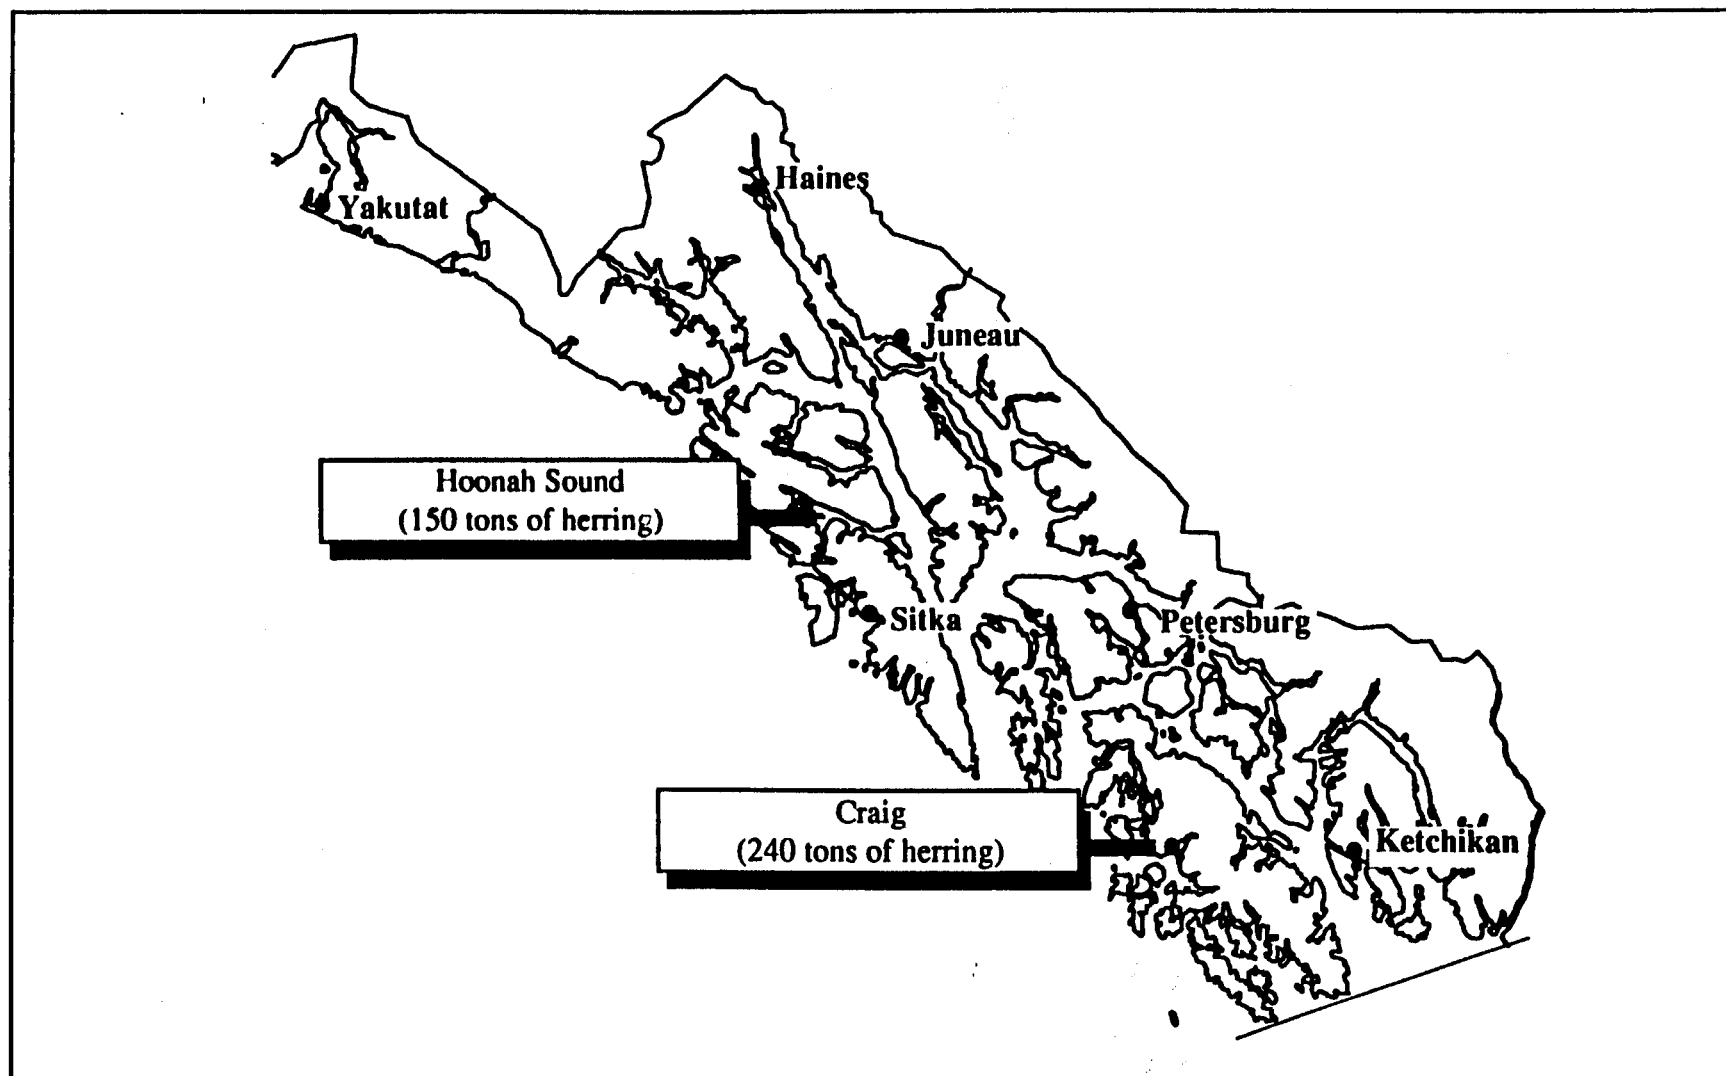 Haines
Yakutat
Juneau
Hoonah Sound
(150 tons of herring)
Sitka
Petersburg
Craig
(240 tons of herring)
Ketchikan